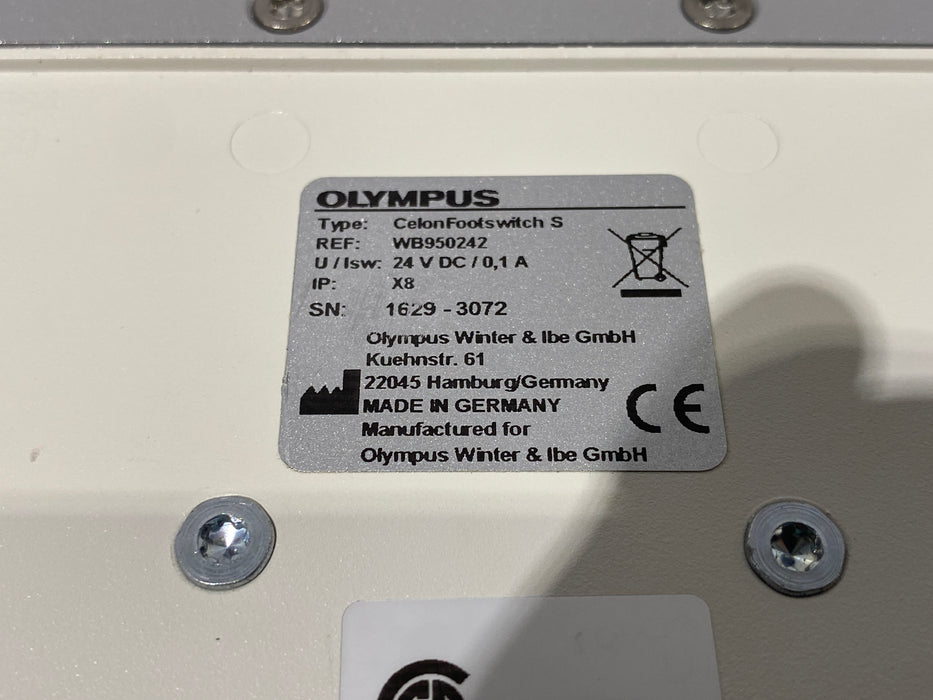 OLYMPUS
Type: CelonFootswitch S
REF: WB950242
U / Isw: 24 V DC / 0,1 A
IP: X8
SN: 1629 - 3072
Olympus Winter & Ibe GmbH
Kuehnstr. 61
22045 Hamburg/Germany
MADE IN GERMANY
Manufactured for
Olympus Winter & Ibe GmbH
CE